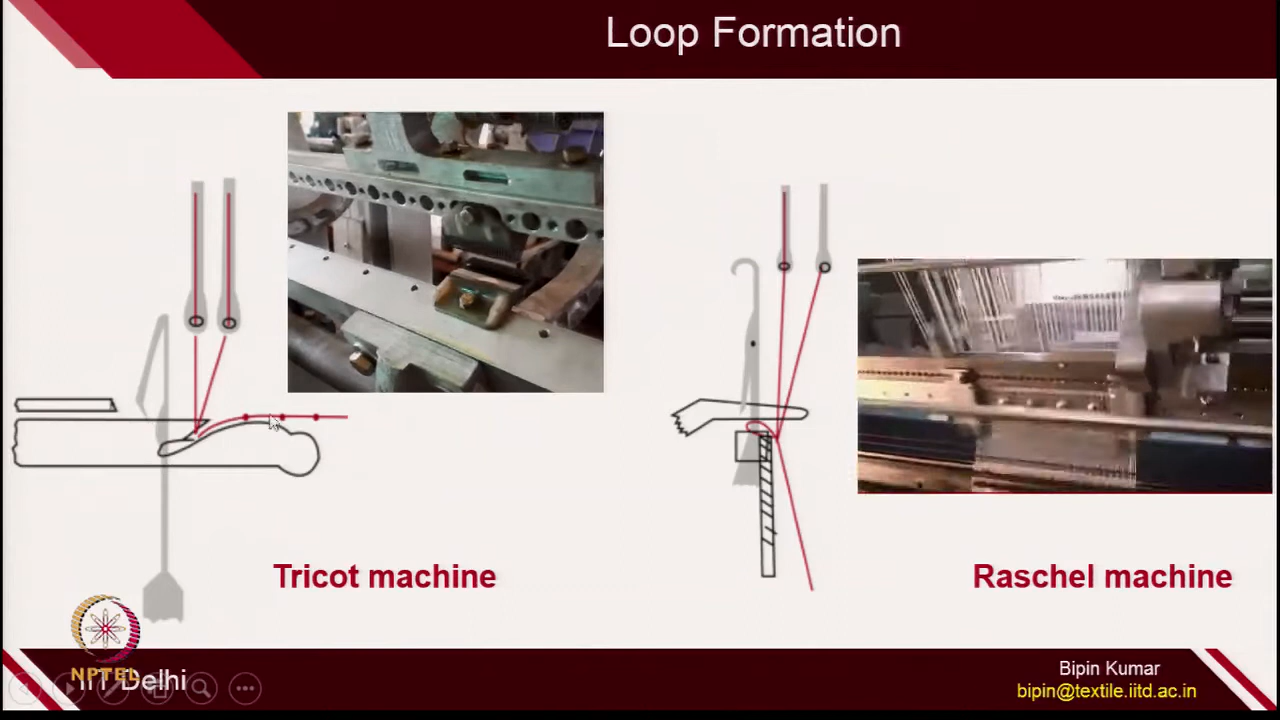 Loop Formation
Tricot machine
Raschel machine
NPTEL
IIT Delhi
Bipin Kumar
bipin@textile.iitd.ac.in